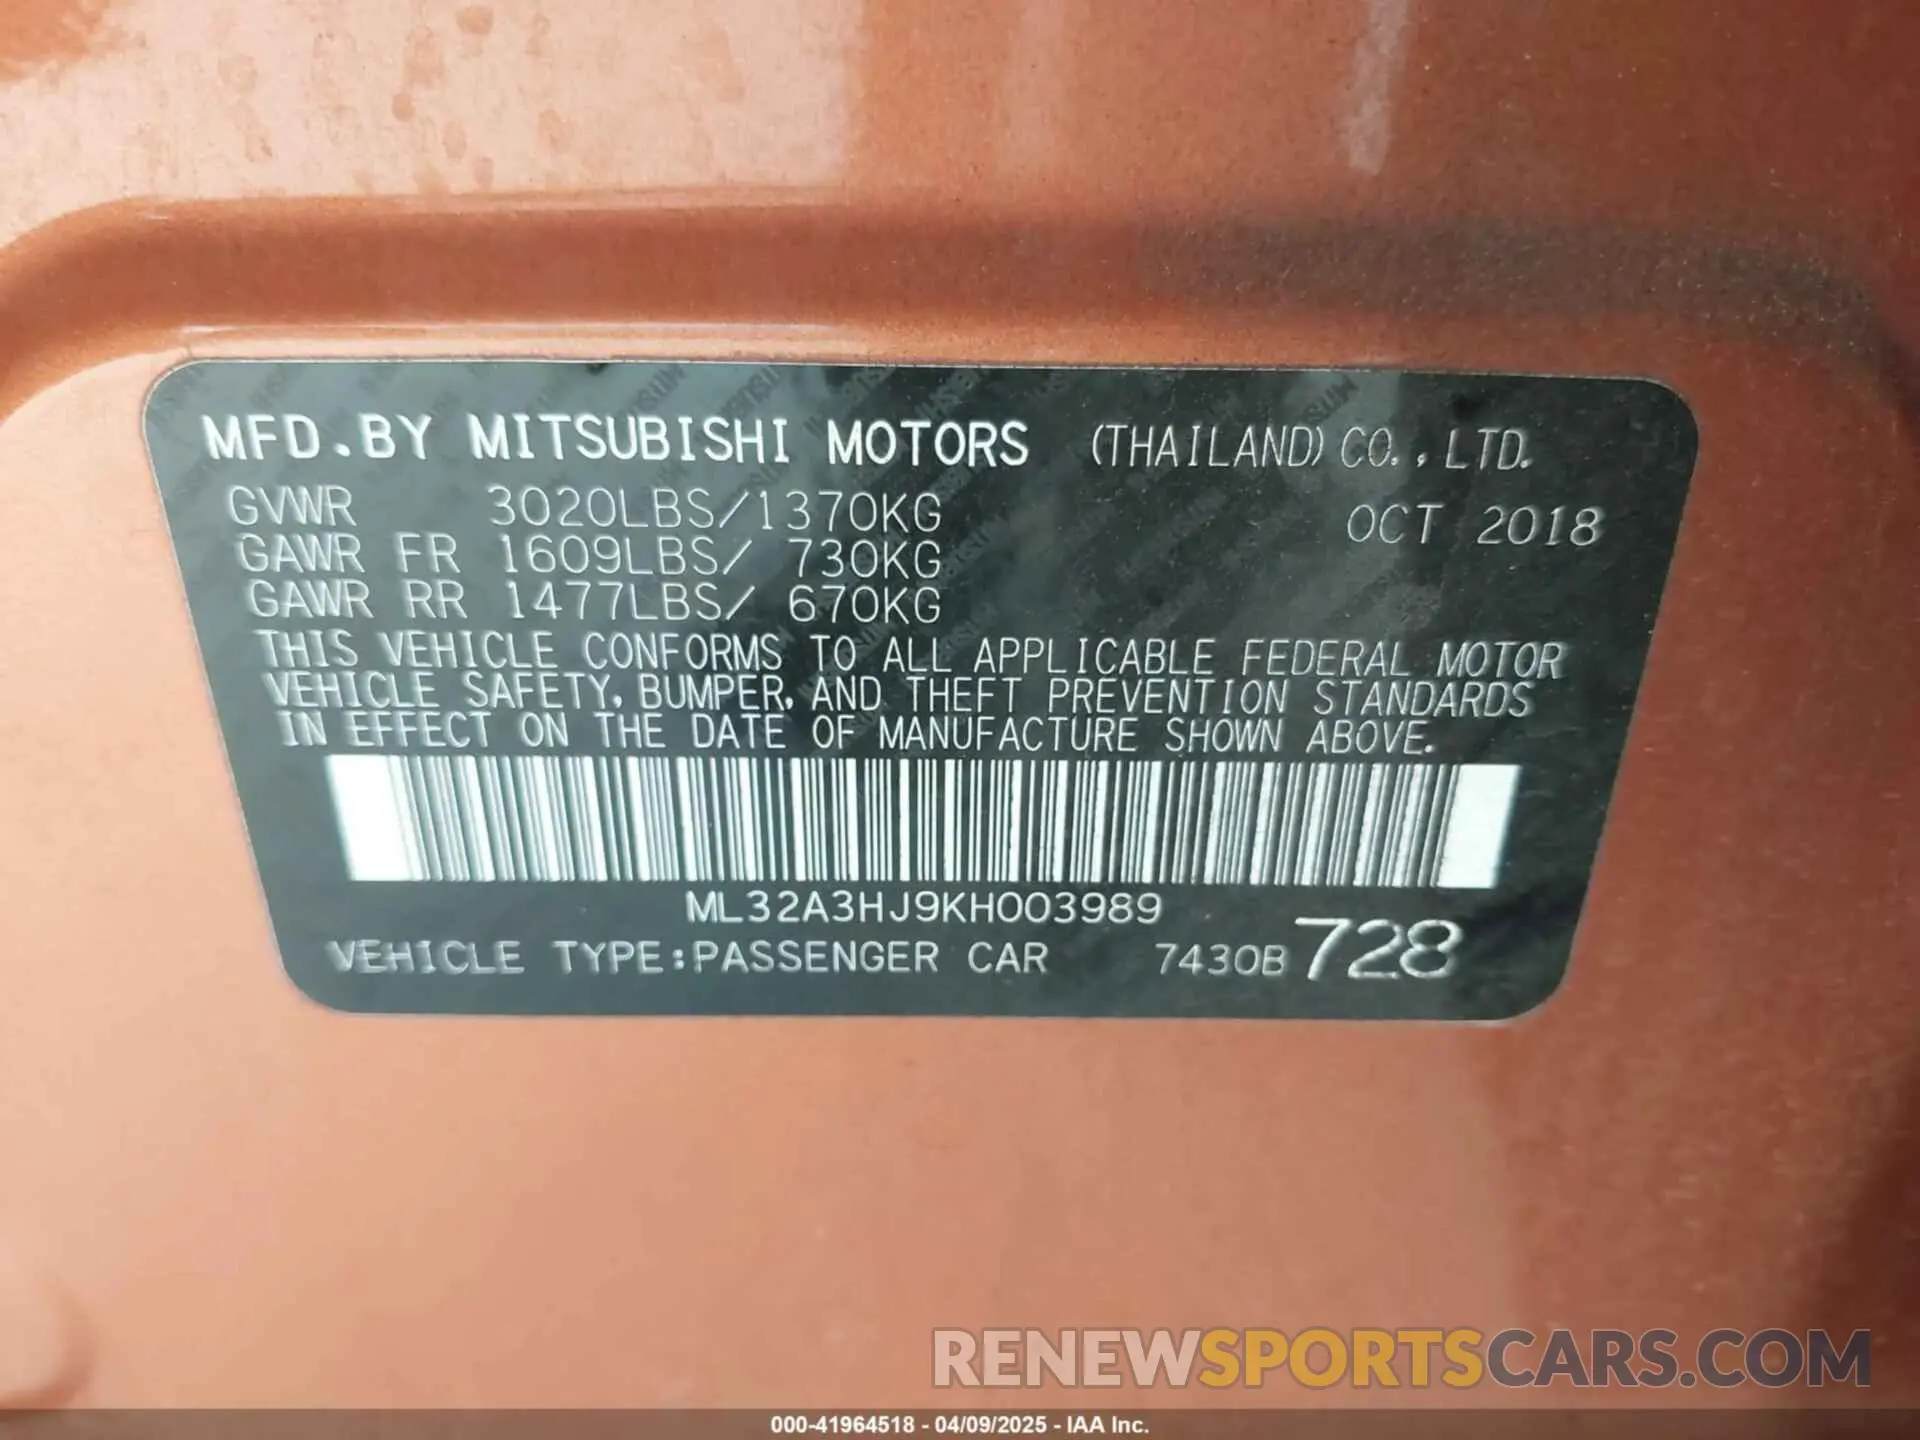 MFD.BY MITSUBISHI MOTORS (THAILAND) CO.,LTD.
GVWR 3020LBS/1370KG OCT 2018
GAWR FR 1609LBS/ 730KG
GAWR RR 1477LBS/ 670KG
THIS VEHICLE CONFORMS TO ALL APPLICABLE FEDERAL MOTOR
VEHICLE SAFETY, BUMPER, AND THEFT PREVENTION STANDARDS
IN EFFECT ON THE DATE OF MANUFACTURE SHOWN ABOVE.
ML32A3HJ9KH003989
VEHICLE TYPE:PASSENGER CAR 7430B728
RENEWSPORTSCARS.COM
000-41964518 - 04/09/2025 - IAA Inc.